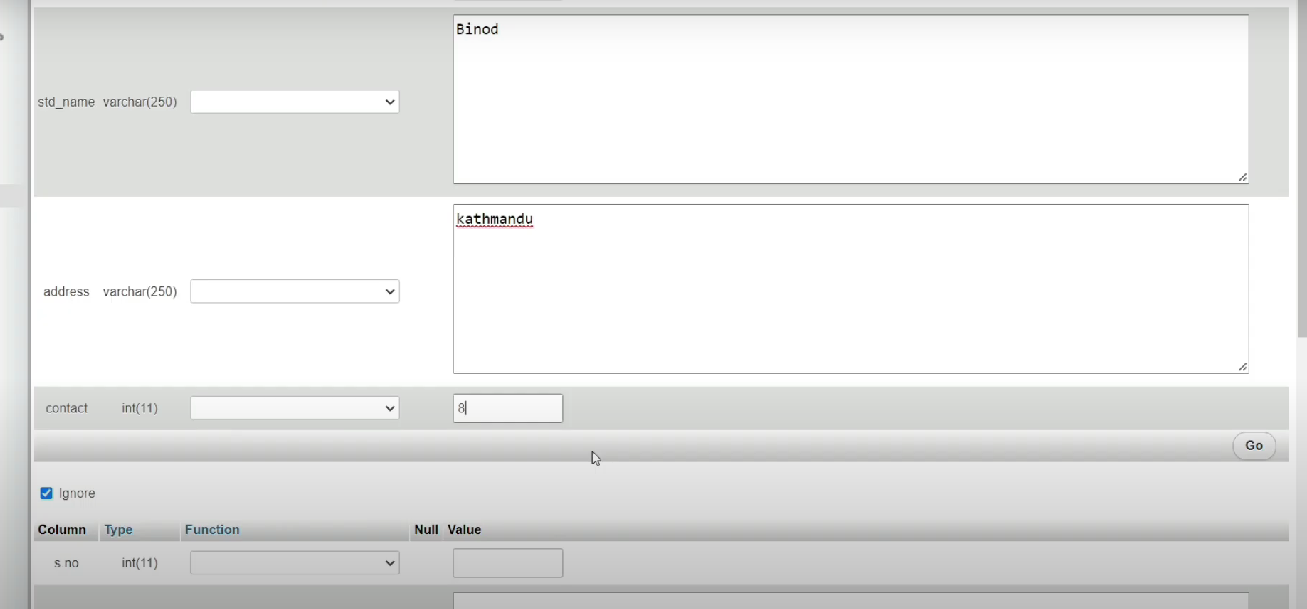 Binod
std_name varchar(250)
kathmandu
address varchar(250)
contact int(11) 8
Go
Ignore
Column Type Function Null Value
s no int(11)